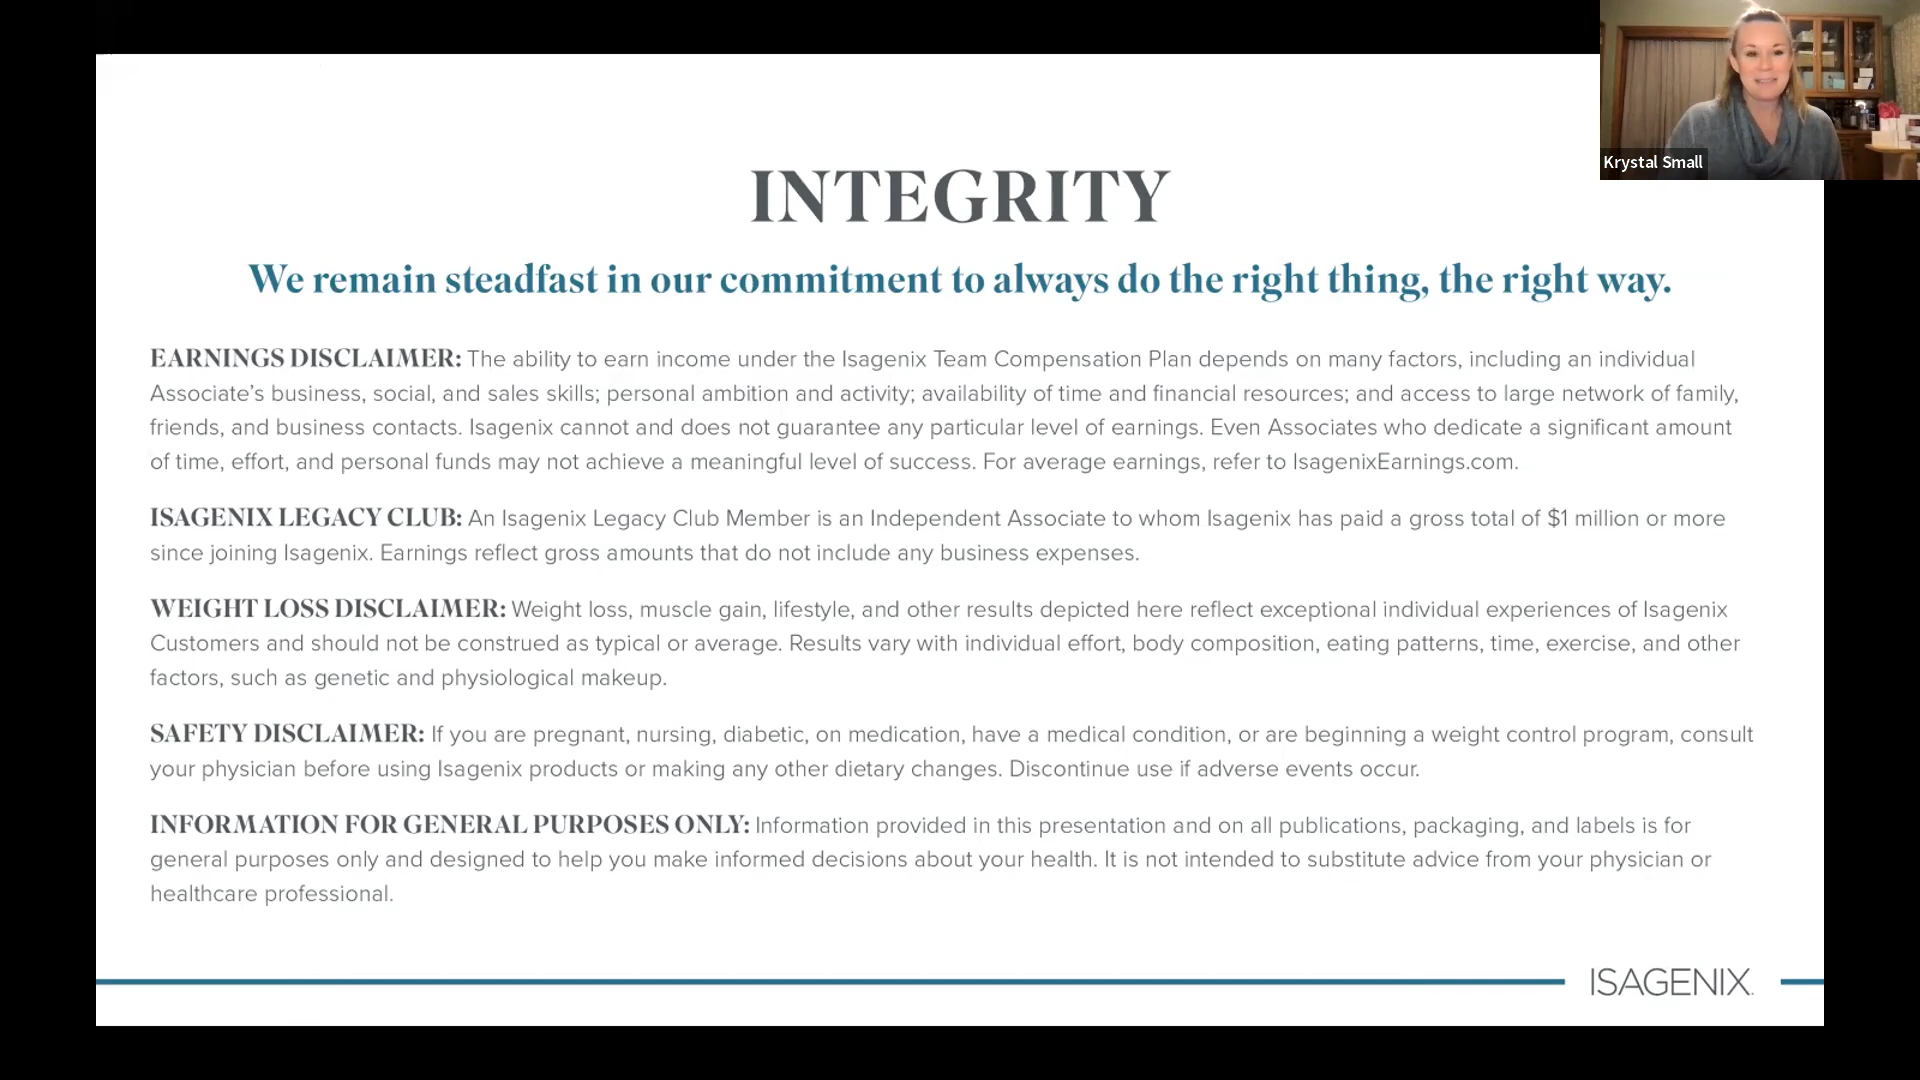 Krystal Small
INTEGRITY
We remain steadfast in our commitment to always do the right thing, the right way.
EARNINGS DISCLAIMER: The ability to earn income under the Isagenix Team Compensation Plan depends on many factors, including an individual
Associate’s business, social, and sales skills; personal ambition and activity; availability of time and financial resources; and access to large network of family,
friends, and business contacts. Isagenix cannot and does not guarantee any particular level of earnings. Even Associates who dedicate a significant amount
of time, effort, and personal funds may not achieve a meaningful level of success. For average earnings, refer to IsagenixEarnings.com.
ISAGENIX LEGACY CLUB: An Isagenix Legacy Club Member is an Independent Associate to whom Isagenix has paid a gross total of $1 million or more
since joining Isagenix. Earnings reflect gross amounts that do not include any business expenses.
WEIGHT LOSS DISCLAIMER: Weight loss, muscle gain, lifestyle, and other results depicted here reflect exceptional individual experiences of Isagenix
Customers and should not be construed as typical or average. Results vary with individual effort, body composition, eating patterns, time, exercise, and other
factors, such as genetic and physiological makeup.
SAFETY DISCLAIMER: If you are pregnant, nursing, diabetic, on medication, have a medical condition, or are beginning a weight control program, consult
your physician before using Isagenix products or making any other dietary changes. Discontinue use if adverse events occur.
INFORMATION FOR GENERAL PURPOSES ONLY: Information provided in this presentation and on all publications, packaging, and labels is for
general purposes only and designed to help you make informed decisions about your health. It is not intended to substitute advice from your physician or
healthcare professional.
ISAGENIX